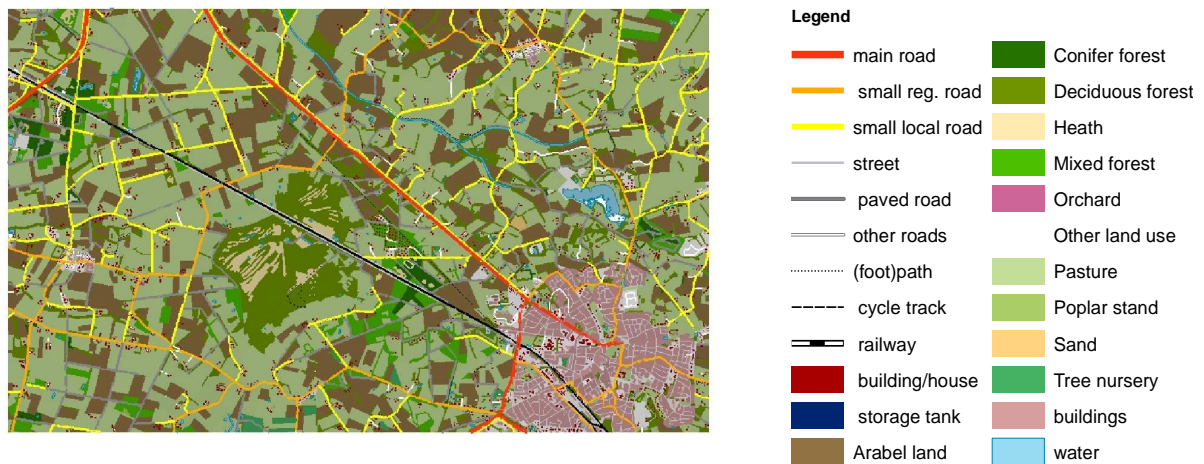 Legend
main road
small reg. road
small local road
street
paved road
other roads
(foot)path
cycle track
railway
building/house
storage tank
Arabel land
Conifer forest
Deciduous forest
Heath
Mixed forest
Orchard
Other land use
Pasture
Poplar stand
Sand
Tree nursery
buildings
water